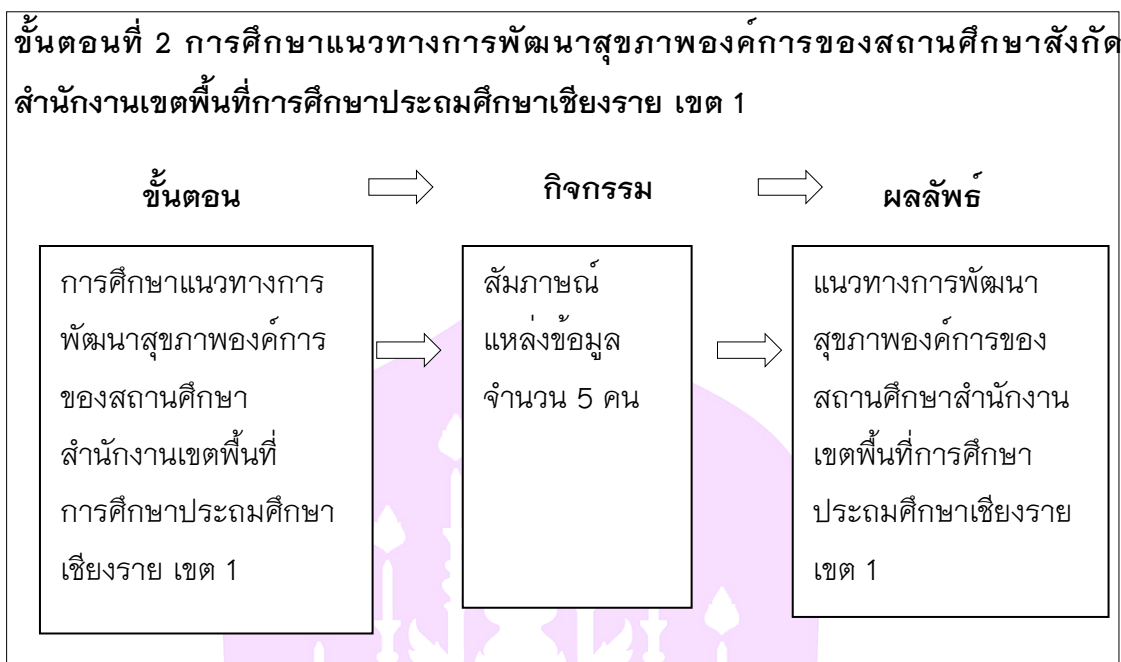 ขั้นตอนที่ 2 การศึกษาแนวทางการพัฒนาสุขภาพองค์การของสถานศึกษาสังกัด
สำนักงานเขตพื้นที่การศึกษาประถมศึกษาเชียงราย เขต 1
ขั้นตอน กิจกรรม ผลลัพธ์
การศึกษาแนวทางการ
พัฒนาสุขภาพองค์การ
ของสถานศึกษา
สำนักงานเขตพื้นที่
การศึกษาประถมศึกษา
เชียงราย เขต 1
สัมภาษณ์
แหล่งข้อมูล
จำนวน 5 คน
แนวทางการพัฒนา
สุขภาพองค์การของ
สถานศึกษาสำนักงาน
เขตพื้นที่การศึกษา
ประถมศึกษาเชียงราย
เขต 1